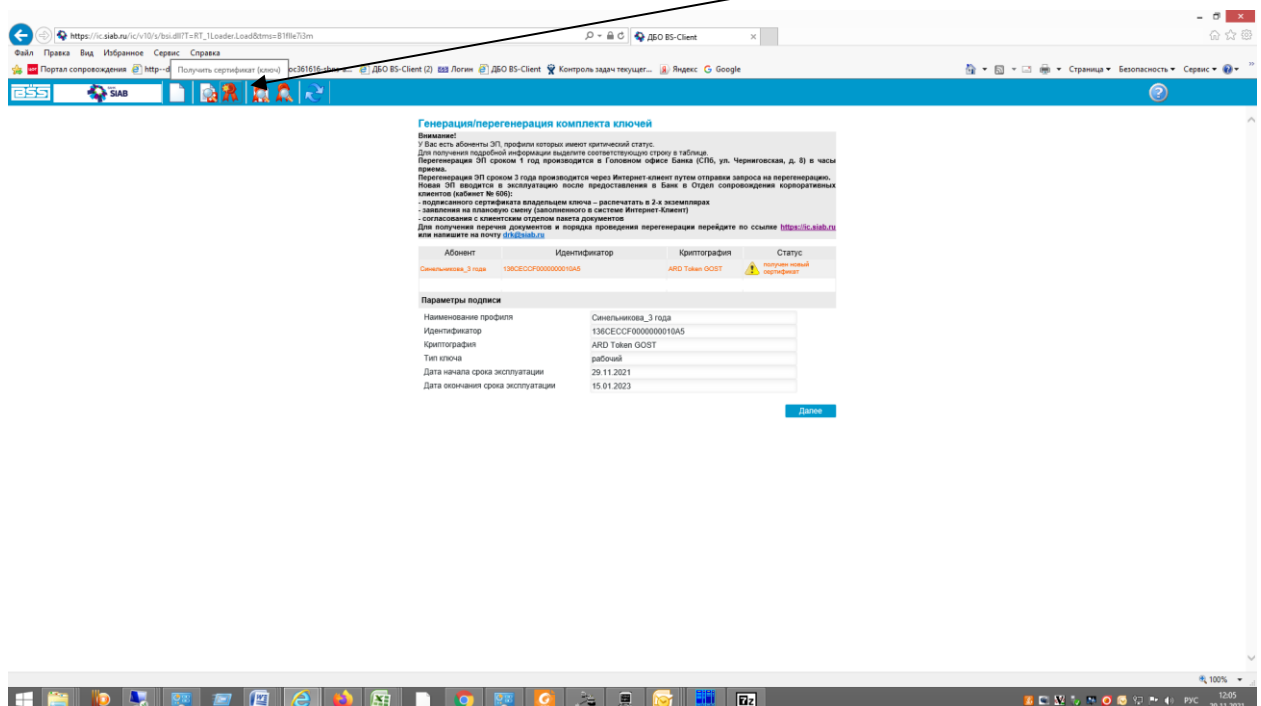 https://ic.siab.ru/ic/v10/s/bsi.dll?T=RT_1Loader.Load&tms=B1flle7i3m
ДБО BS-Client
Файл Правка Вид Избранное Сервис Справка
Портал сопровождения
ДБО BS-Client (2)
Логин
ДБО BS-Client
Контроль задач текущег...
Яндекс
Google
Страница
Безопасность
Сервис
Получить сертификат (ключ)
BSS
SIAB
Генерация/перегенерация комплекта ключей
Внимание!
У Вас есть абоненты ЭП, профили которых имеют критический статус.
Для получения подробной информации выделите соответствующую строку в таблице.
Перегенерация ЭП сроком 1 год производится в Головном офисе Банка (СПб, ул. Черниговская, д. 8) в часы
приема.
Перегенерация ЭП сроком 3 года производится через Интернет-клиент путем отправки запроса на перегенерацию.
Новая ЭП вводится в эксплуатацию после предоставления в Банк в Отдел сопровождения корпоративных
клиентов (кабинет № 606):
- подписанного сертификата владельцем ключа – распечатать в 2-х экземплярах
- заявления на плановую смену (заполненного в системе Интернет-Клиент)
- согласования с клиентским отделом пакета документов
Для получения перечня документов и порядка проведения перегенерации перейдите по ссылке https://ic.siab.ru
или напишите на почту drk@siab.ru
Абонент Идентификатор Криптография Статус
Синельникова_3 года 136CECCF0000000010A5 ARD Token GOST получен новый
сертификат
Параметры подписи
Наименование профиля Синельникова_3 года
Идентификатор 136CECCF0000000010A5
Криптография ARD Token GOST
Тип ключа рабочий
Дата начала срока эксплуатации 29.11.2021
Дата окончания срока эксплуатации 15.01.2023
Далее
100%
РУС
12:05